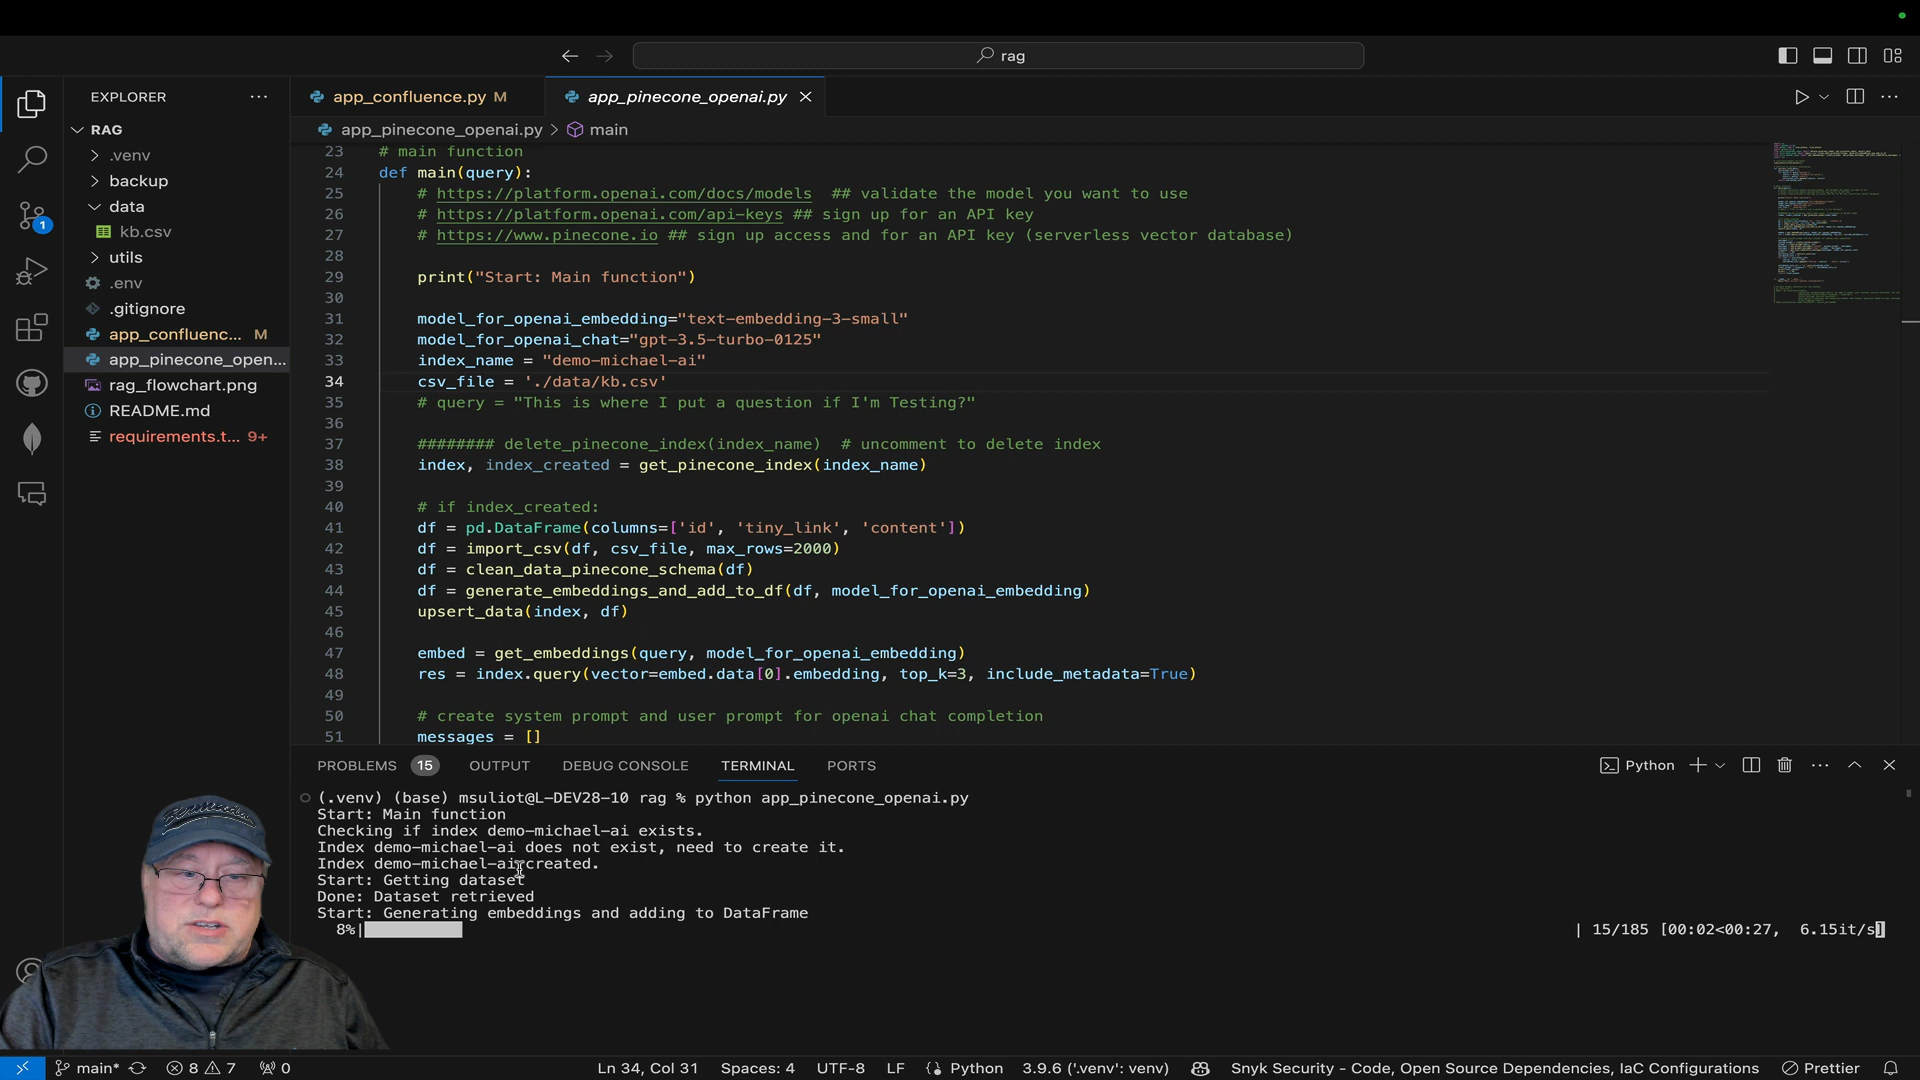 rag
EXPLORER
RAG
.venv
backup
data
kb.csv
utils
.env
.gitignore
app_confluenc... M
app_pinecone_open...
rag_flowchart.png
README.md
requirements.t... 9+
1
app_confluence.py M
app_pinecone_openai.py
app_pinecone_openai.py > main
23 # main function
24 def main(query):
25 # https://platform.openai.com/docs/models ## validate the model you want to use
26 # https://platform.openai.com/api-keys ## sign up for an API key
27 # https://www.pinecone.io ## sign up access and for an API key (serverless vector database)
28
29 print("Start: Main function")
30
31 model_for_openai_embedding="text-embedding-3-small"
32 model_for_openai_chat="gpt-3.5-turbo-0125"
33 index_name = "demo-michael-ai"
34 csv_file = './data/kb.csv'
35 # query = "This is where I put a question if I'm Testing?"
36
37 ######## delete_pinecone_index(index_name) # uncomment to delete index
38 index, index_created = get_pinecone_index(index_name)
39
40 # if index_created:
41 df = pd.DataFrame(columns=['id', 'tiny_link', 'content'])
42 df = import_csv(df, csv_file, max_rows=2000)
43 df = clean_data_pinecone_schema(df)
44 df = generate_embeddings_and_add_to_df(df, model_for_openai_embedding)
45 upsert_data(index, df)
46
47 embed = get_embeddings(query, model_for_openai_embedding)
48 res = index.query(vector=embed.data[0].embedding, top_k=3, include_metadata=True)
49
50 # create system prompt and user prompt for openai chat completion
51 messages = []
PROBLEMS 15 OUTPUT DEBUG CONSOLE TERMINAL PORTS Python
(.venv) (base) msuliot@L-DEV28-10 rag % python app_pinecone_openai.py
Start: Main function
Checking if index demo-michael-ai exists.
Index demo-michael-ai does not exist, need to create it.
Index demo-michael-ai created.
Start: Getting dataset
Done: Dataset retrieved
Start: Generating embeddings and adding to DataFrame
8%| | 15/185 [00:02<00:27, 6.15it/s]
main* 8 7 0 Ln 34, Col 31 Spaces: 4 UTF-8 LF Python 3.9.6 ('.venv': venv) Snyk Security - Code, Open Source Dependencies, IaC Configurations Prettier